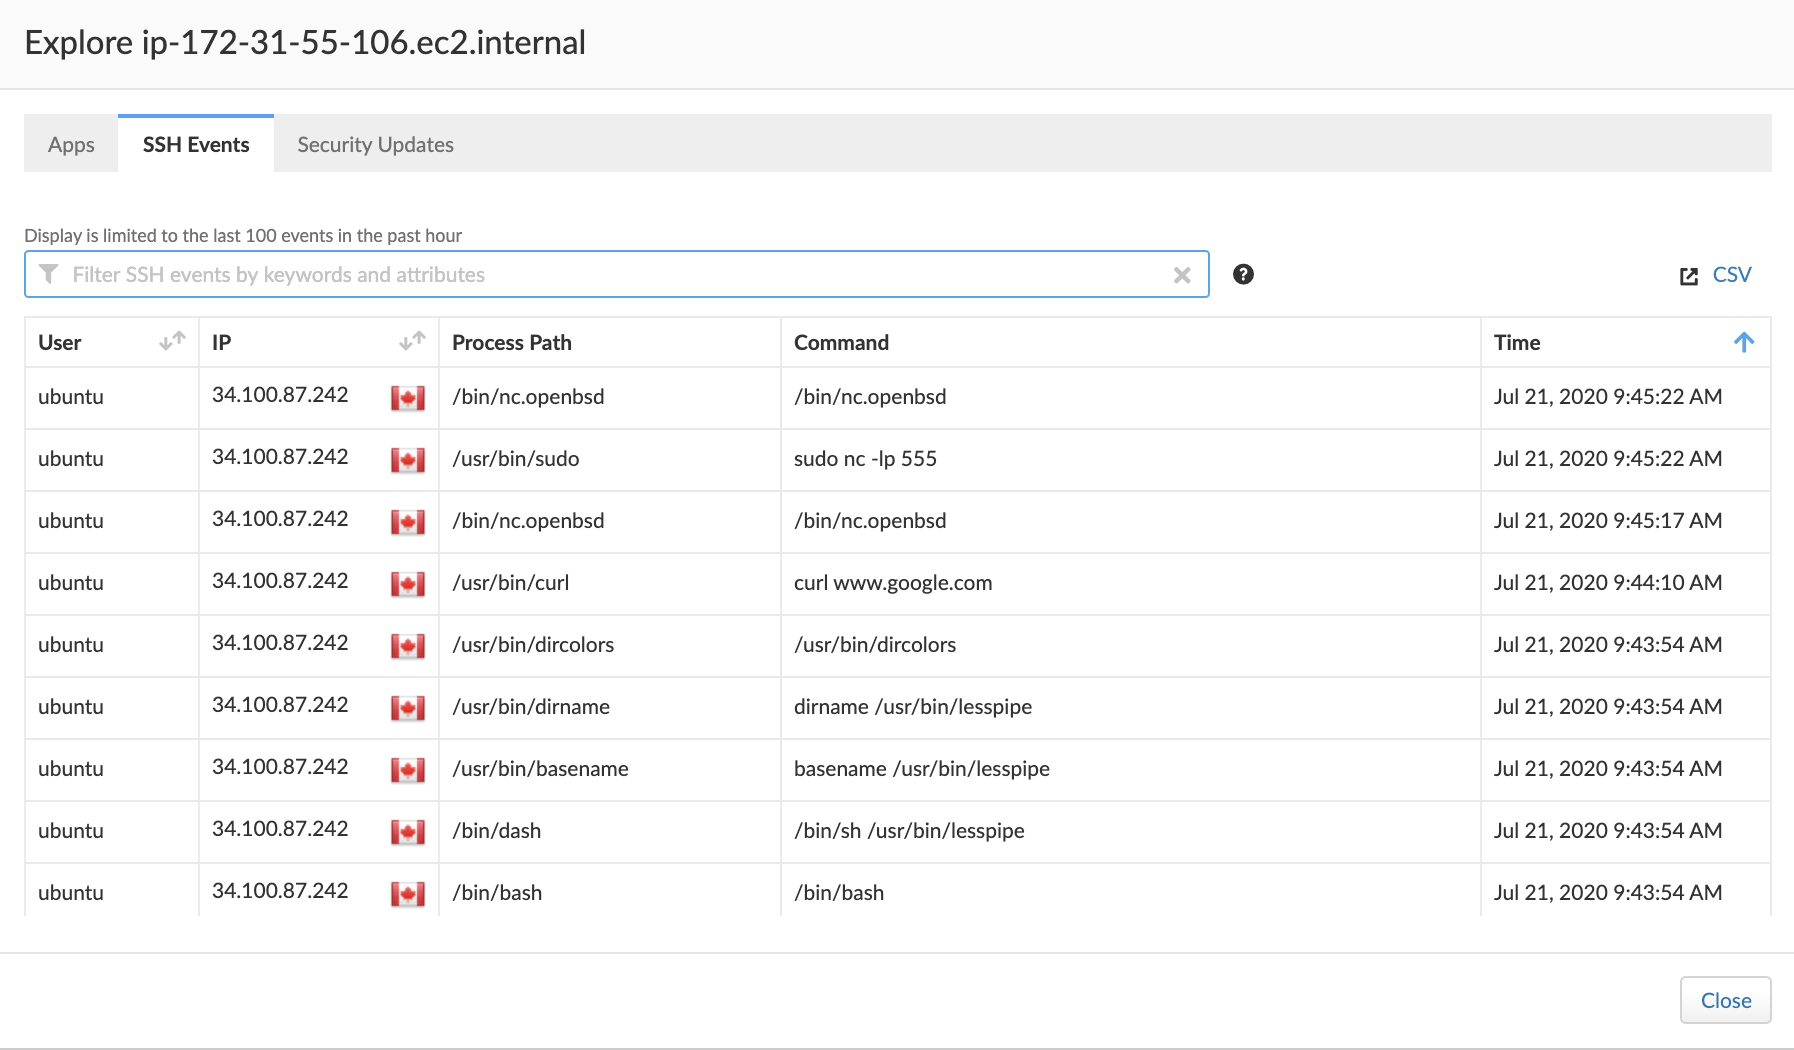 Explore ip-172-31-55-106.ec2.internal
Apps SSH Events Security Updates
Display is limited to the last 100 events in the past hour
Filter SSH events by keywords and attributes CSV
User IP Process Path Command Time
ubuntu 34.100.87.242 /bin/nc.openbsd /bin/nc.openbsd Jul 21, 2020 9:45:22 AM
ubuntu 34.100.87.242 /usr/bin/sudo sudo nc -lp 555 Jul 21, 2020 9:45:22 AM
ubuntu 34.100.87.242 /bin/nc.openbsd /bin/nc.openbsd Jul 21, 2020 9:45:17 AM
ubuntu 34.100.87.242 /usr/bin/curl curl www.google.com Jul 21, 2020 9:44:10 AM
ubuntu 34.100.87.242 /usr/bin/dircolors /usr/bin/dircolors Jul 21, 2020 9:43:54 AM
ubuntu 34.100.87.242 /usr/bin/dirname dirname /usr/bin/lesspipe Jul 21, 2020 9:43:54 AM
ubuntu 34.100.87.242 /usr/bin/basename basename /usr/bin/lesspipe Jul 21, 2020 9:43:54 AM
ubuntu 34.100.87.242 /bin/dash /bin/sh /usr/bin/lesspipe Jul 21, 2020 9:43:54 AM
ubuntu 34.100.87.242 /bin/bash /bin/bash Jul 21, 2020 9:43:54 AM
Close